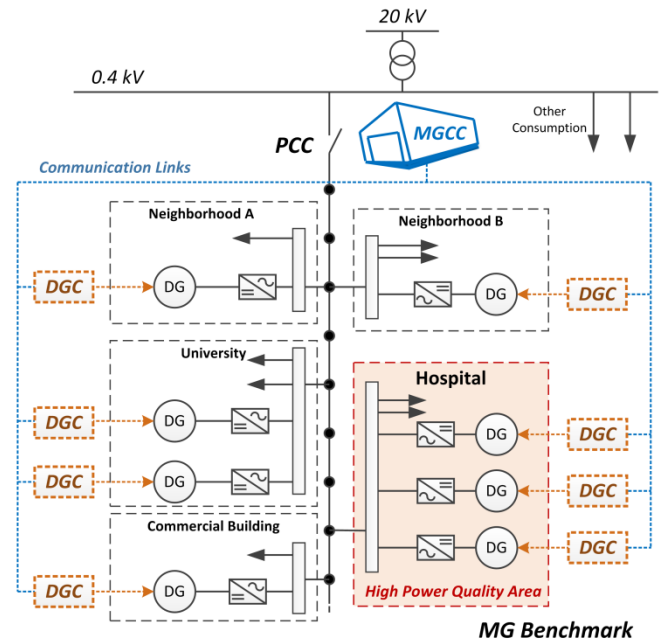 20 kV
0.4 kV
MGCC
Other
Consumption
PCC
Communication Links
Neighborhood A
Neighborhood B
DGC
DG
DG
DGC
University
Hospital
DGC
DG
DG
DGC
DGC
DG
DG
DGC
Commercial Building
DG
DGC
DGC
DG
High Power Quality Area
MG Benchmark